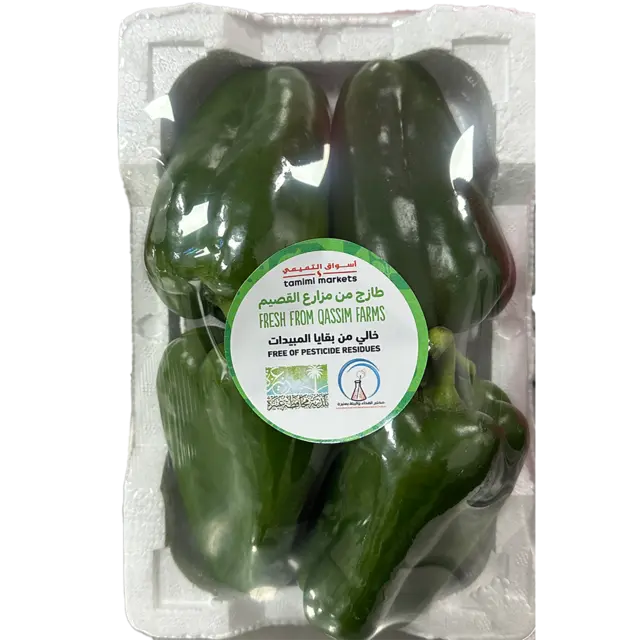 أسواق التميمي
tamimi markets
طازج من مزارع القصيم
FRESH FROM QASSIM FARMS
خالي من بقايا المبيدات
FREE OF PESTICIDE RESIDUES